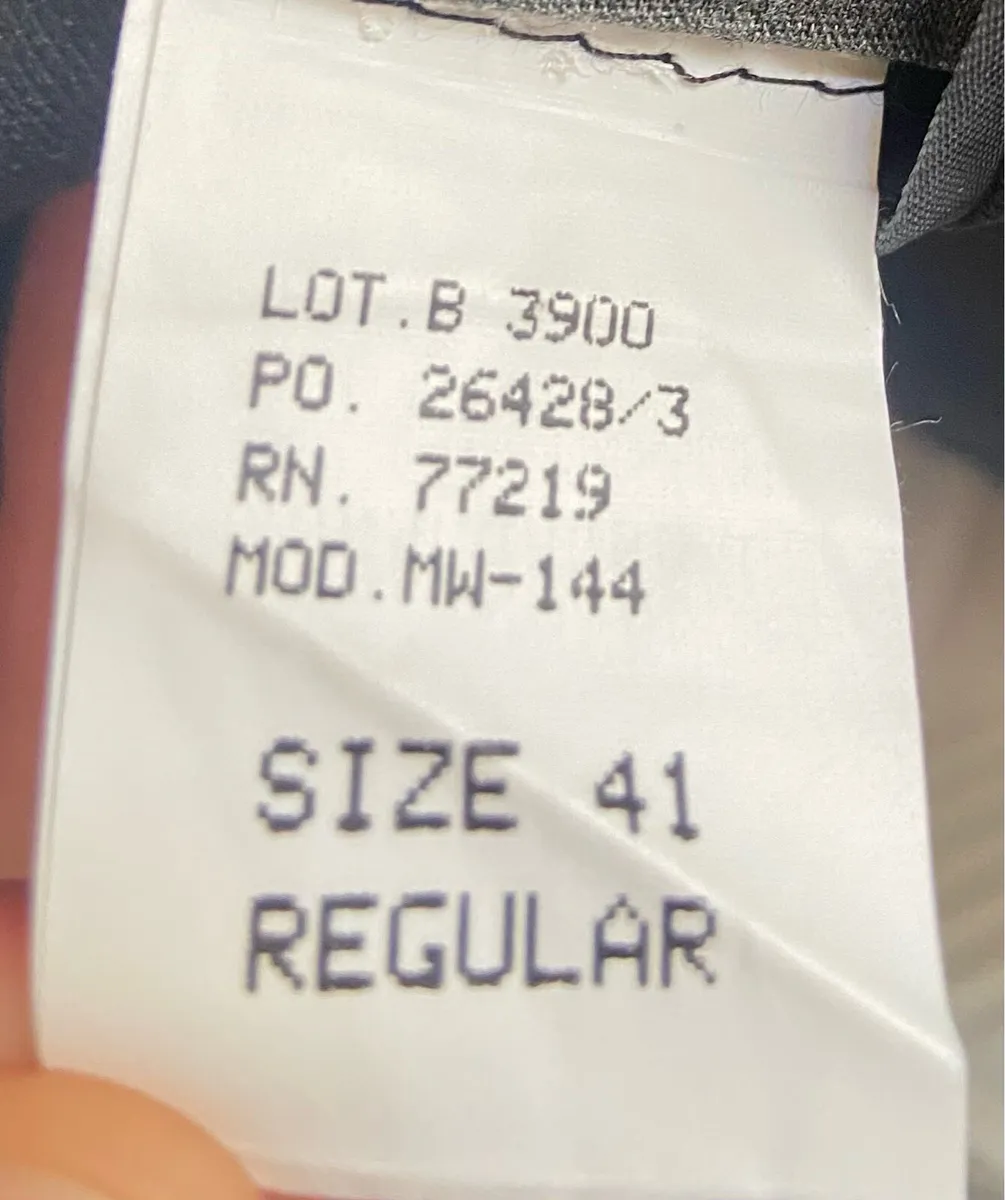 LOT.B 3900
PO. 26428/3
RN. 77219
MOD.MW-144
SIZE 41
REGULAR